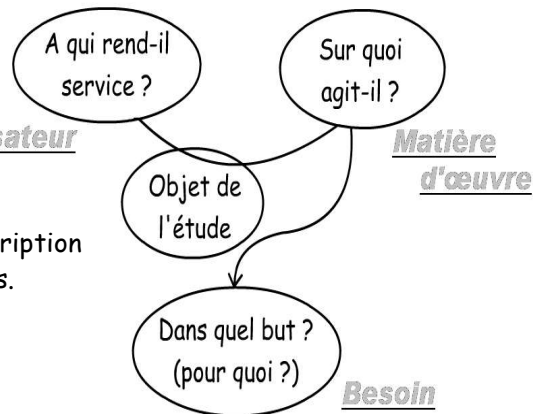 A qui rend-il
service ?
Sur quoi
agit-il ?
Matière
d'œuvre
Objet de
l'étude
Dans quel but ?
(pour quoi ?)
Besoin